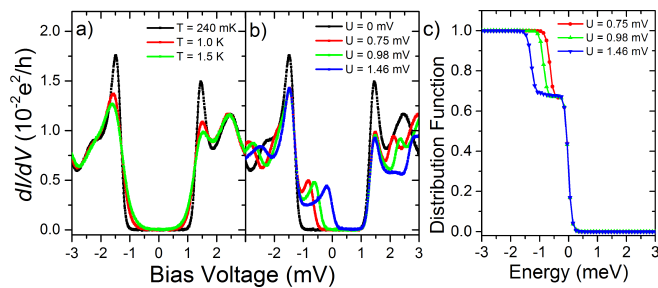 a)
T = 240 mK
T = 1.0 K
T = 1.5 K
b)
U = 0 mV
U = 0.75 mV
U = 0.98 mV
U = 1.46 mV
c)
U = 0.75 mV
U = 0.98 mV
U = 1.46 mV
dI/dV (10⁻²e²/h)
2.0
1.5
1.0
0.5
0.0
-3 -2 -1 0 1 2 -3 -2 -1 0 1 2 3
Bias Voltage (mV)
Distribution Function
1.0
0.8
0.6
0.4
0.2
0.0
-3 -2 -1 0 1 2 3
Energy (meV)